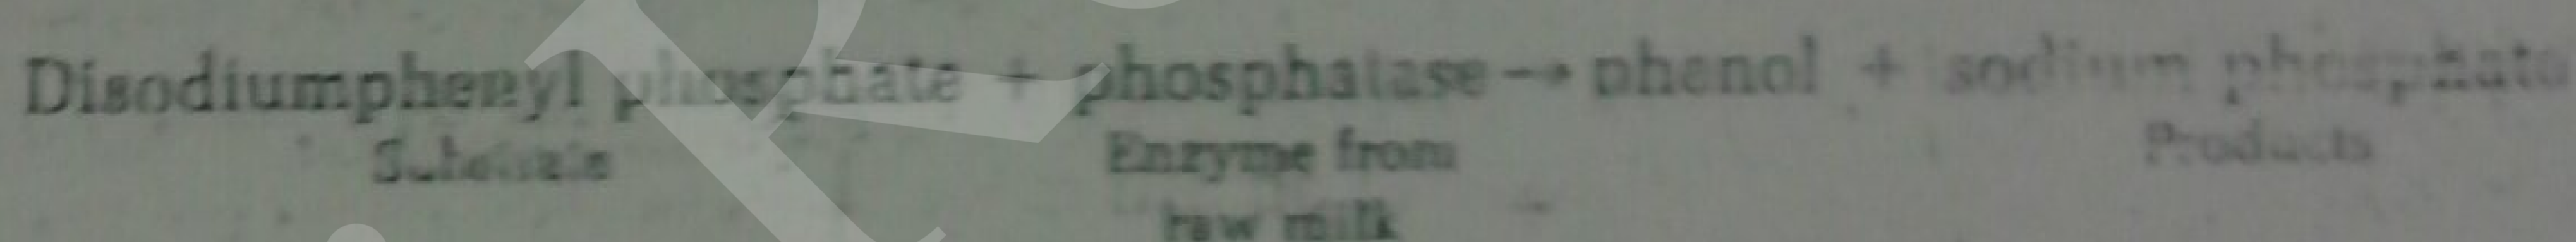 Disodiumphenyl phosphate + phosphatase → phenol + sodium phosphate
Substrate Enzyme from Products
raw milk